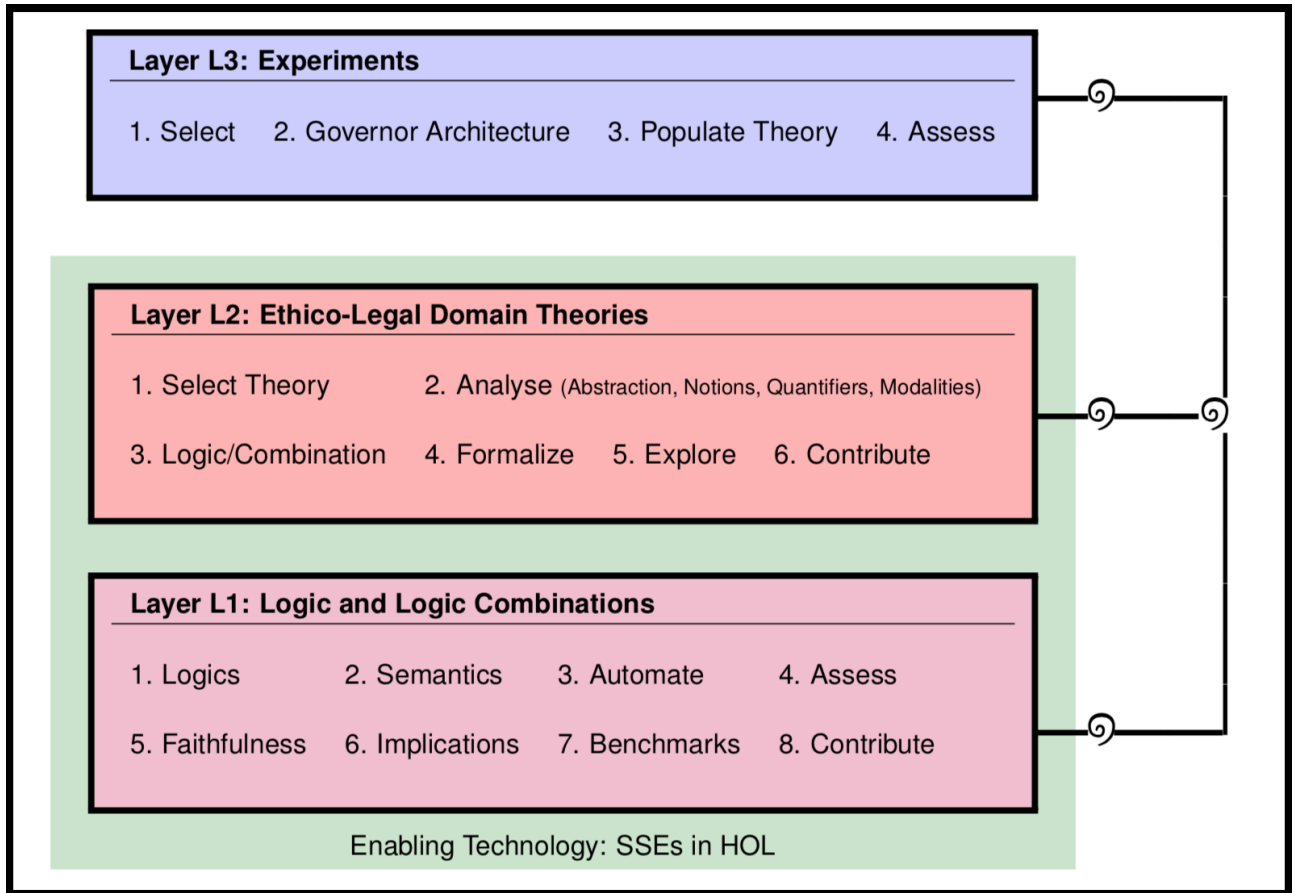 Layer L3: Experiments
1. Select 2. Governor Architecture 3. Populate Theory 4. Assess
Layer L2: Ethico-Legal Domain Theories
1. Select Theory 2. Analyse (Abstraction, Notions, Quantifiers, Modalities)
3. Logic/Combination 4. Formalize 5. Explore 6. Contribute
Layer L1: Logic and Logic Combinations
1. Logics 2. Semantics 3. Automate 4. Assess
5. Faithfulness 6. Implications 7. Benchmarks 8. Contribute
Enabling Technology: SSEs in HOL